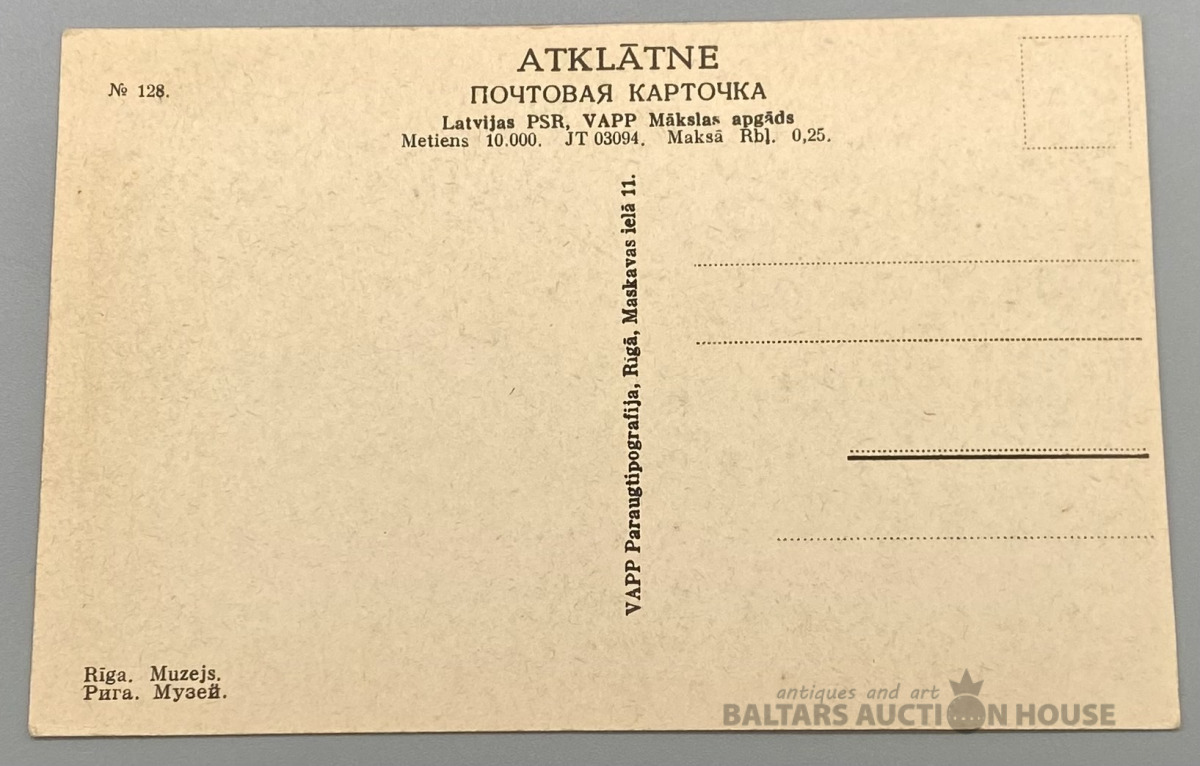 ATKLĀTNE
№ 128.
ПОЧТОВАЯ КАРТОЧКА
Latvijas PSR, VAPP Mākslas apgāds
Metiens 10.000. JT 03094. Maksā Rbļ. 0,25.
VAPP Paraugtipografija, Rīgā, Maskavas ielā 11.
Rīga. Muzejs.
Рига. Музей.
antiques and art
BALTARS AUCTION HOUSE